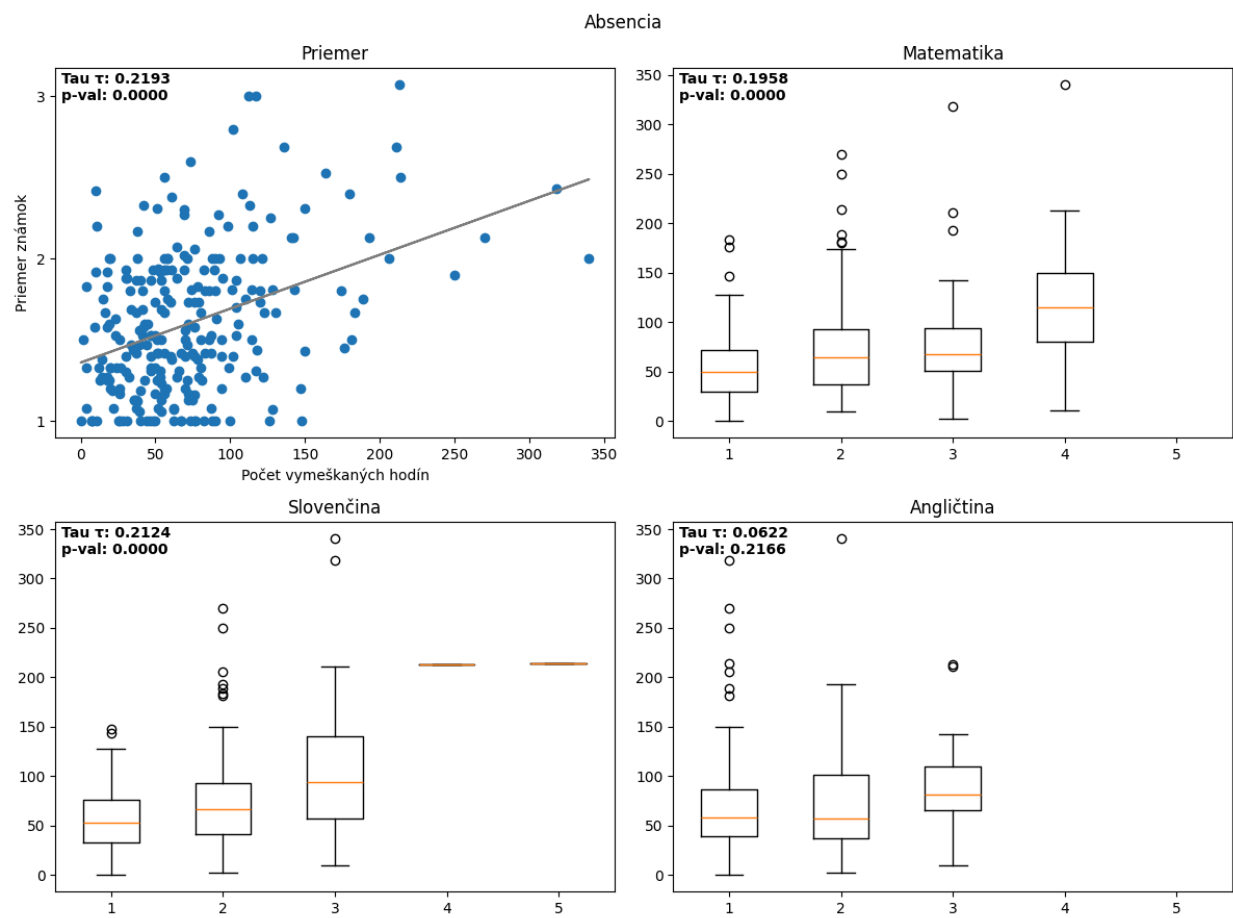 Absencia
Priemer
Tau τ: 0.2193
p-val: 0.0000
3
2
1
Priemer známok
0 50 100 150 200 250 300 350
Počet vymeškaných hodín
Matematika
Tau τ: 0.1958
p-val: 0.0000
350
300
250
200
150
100
50
0
1 2 3 4 5
Slovenčina
Tau τ: 0.2124
p-val: 0.0000
350
300
250
200
150
100
50
0
1 2 3 4 5
Angličtina
Tau τ: 0.0622
p-val: 0.2166
350
300
250
200
150
100
50
0
1 2 3 4 5